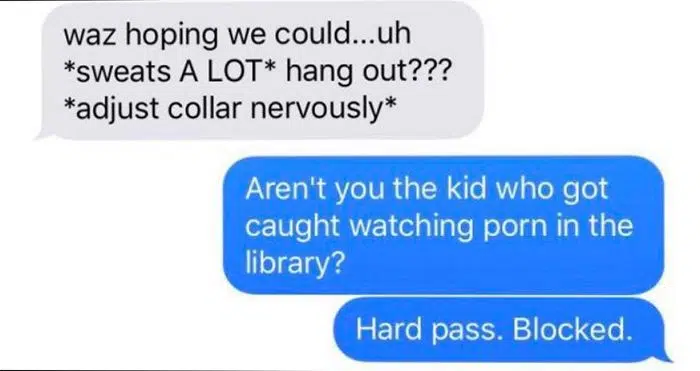 waz hoping we could...uh
*sweats A LOT* hang out???
*adjust collar nervously*
Aren't you the kid who got
caught watching porn in the
library?
Hard pass. Blocked.